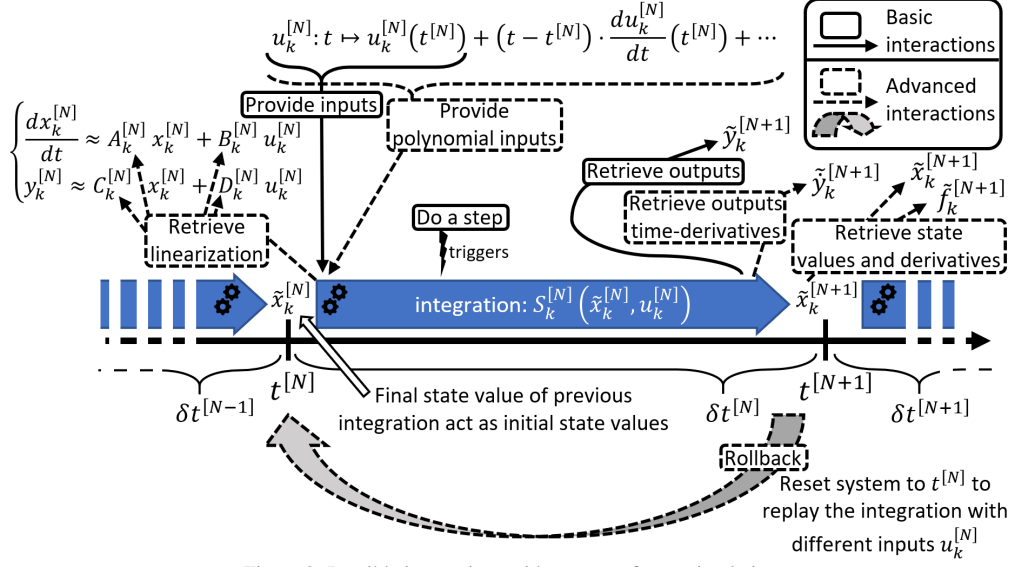 u_k^{[N]}: t ↦ u_k^{[N]}(t^{[N]}) + (t − t^{[N]}) · \frac{du_k^{[N]}}{dt}(t^{[N]}) + ⋯
Basic
interactions
Advanced
interactions
Provide inputs
Provide
polynomial inputs
\frac{dx_k^{[N]}}{dt} ≈ A_k^{[N]} x_k^{[N]} + B_k^{[N]} u_k^{[N]}
y_k^{[N]} ≈ C_k^{[N]} x_k^{[N]} + D_k^{[N]} u_k^{[N]}
Retrieve
linearization
Do a step
triggers
Retrieve outputs
ỹ_k^{[N+1]}
Retrieve outputs
time-derivatives
\dot{ỹ}_k^{[N+1]}
x̃_k^{[N+1]}
f̃_k^{[N+1]}
Retrieve state
values and derivatives
x̃_k^{[N]}
integration: S_k^{[N]}(x̃_k^{[N]}, u_k^{[N]})
x̃_k^{[N+1]}
δt^{[N−1]}
t^{[N]}
Final state value of previous
integration act as initial state values
δt^{[N]}
t^{[N+1]}
δt^{[N+1]}
Rollback
Reset system to t^{[N]} to
replay the integration with
different inputs u_k^{[N]}